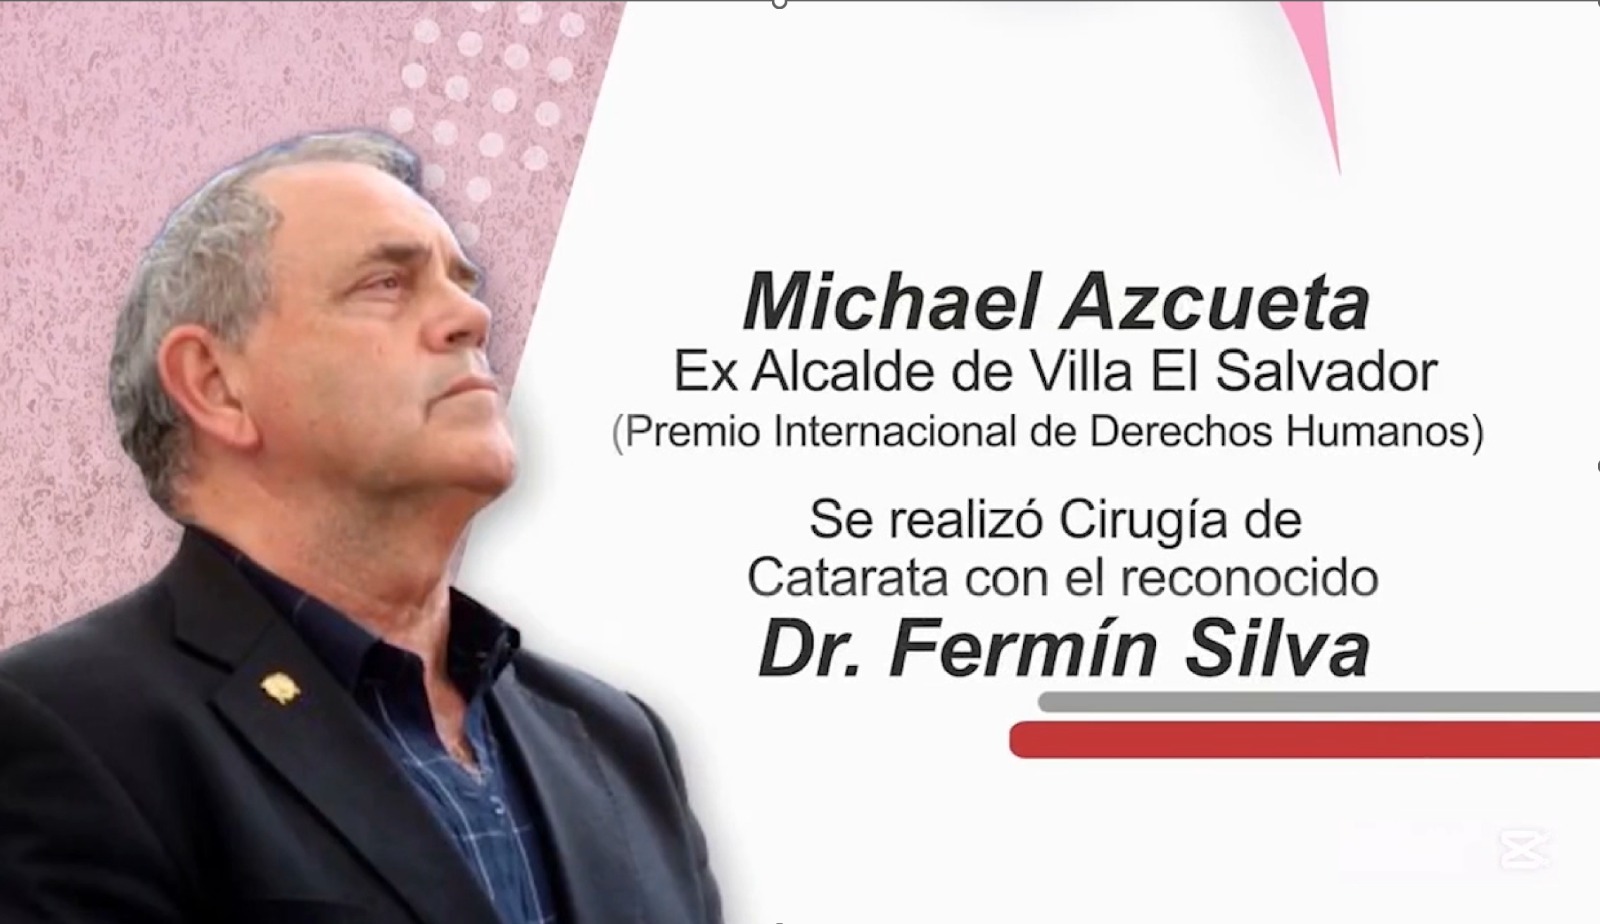 Michael Azcueta
Ex Alcalde de Villa El Salvador
(Premio Internacional de Derechos Humanos)
Se realizó Cirugía de
Catarata con el reconocido
Dr. Fermín Silva